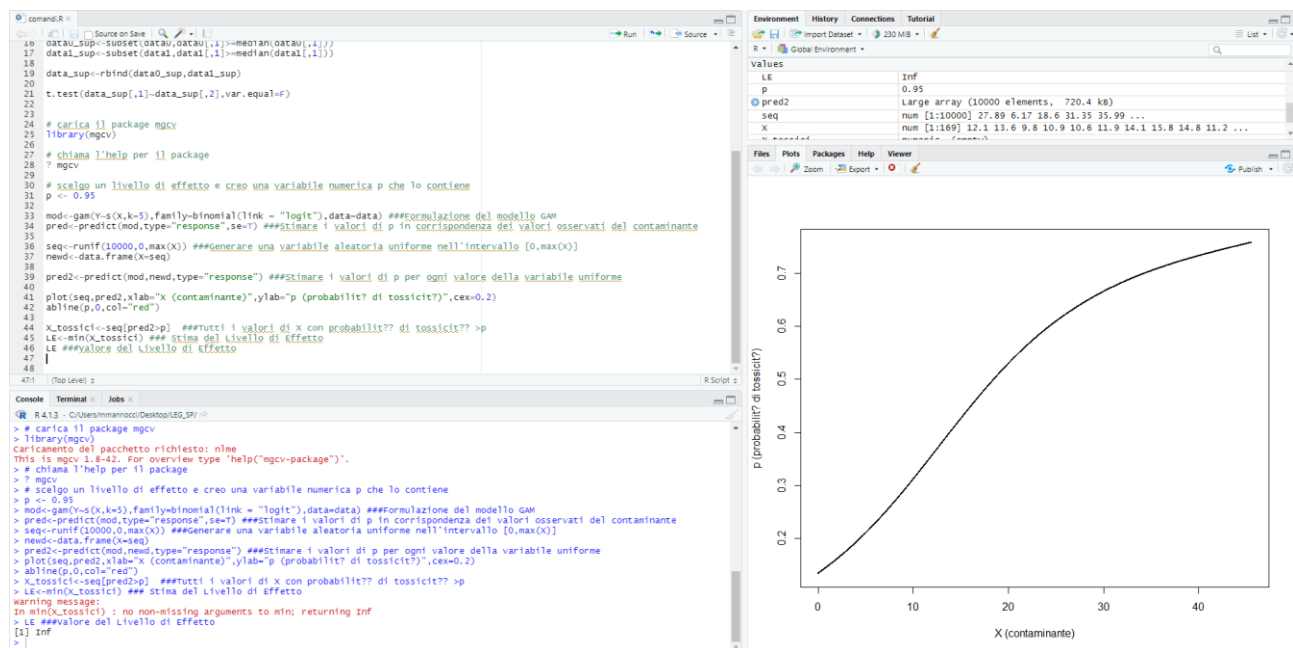 comandi.R
Source on Save
Run
Source
16 data0_sup<-subset(data0,data0[,1]>=median(data0[,1]))
17 data1_sup<-subset(data1,data1[,1]>=median(data1[,1]))
18
19 data_sup<-rbind(data0_sup,data1_sup)
20
21 t.test(data_sup[,1]~data_sup[,2],var.equal=F)
22
23
24 # carica il package mgcv
25 library(mgcv)
26
27 # chiama l'help per il package
28 ? mgcv
29
30 # scelgo un livello di effetto e creo una variabile numerica p che lo contiene
31 p <- 0.95
32
33 mod<-gam(Y~s(X,k=5),family=binomial(link = "logit"),data=data) ###Formulazione del modello GAM
34 pred<-predict(mod,type="response",se=T) ###Stimare i valori di p in corrispondenza dei valori osservati del contaminante
35
36 seq<-runif(10000,0,max(X)) ###Generare una variabile aleatoria uniforme nell'intervallo [0,max(X)]
37 newd<-data.frame(X=seq)
38
39 pred2<-predict(mod,newd,type="response") ###Stimare i valori di p per ogni valore della variabile uniforme
40
41 plot(seq,pred2,xlab="X (contaminante)",ylab="p (probabilit? di tossicit?)",cex=0.2)
42 abline(p,0,col="red")
43
44 X_tossici<-seq[pred2>p]  ###Tutti i valori di X con probabilit?? di tossicit?? >p
45 LE<-min(X_tossici) ### Stima del Livello di Effetto
46 LE ###Valore del Livello di Effetto
47
48
47:1 (Top Level) R Script
Console Terminal Jobs
R 4.1.3 · C:/Users/mmannocci/Desktop/LEG_SP/
> # carica il package mgcv
> library(mgcv)
Caricamento del pacchetto richiesto: nlme
This is mgcv 1.8-42. For overview type 'help("mgcv-package")'.
> # chiama l'help per il package
> ? mgcv
> # scelgo un livello di effetto e creo una variabile numerica p che lo contiene
> p <- 0.95
> mod<-gam(Y~s(X,k=5),family=binomial(link = "logit"),data=data) ###Formulazione del modello GAM
> pred<-predict(mod,type="response",se=T) ###Stimare i valori di p in corrispondenza dei valori osservati del contaminante
> seq<-runif(10000,0,max(X)) ###Generare una variabile aleatoria uniforme nell'intervallo [0,max(X)]
> newd<-data.frame(X=seq)
> pred2<-predict(mod,newd,type="response") ###Stimare i valori di p per ogni valore della variabile uniforme
> plot(seq,pred2,xlab="X (contaminante)",ylab="p (probabilit? di tossicit?)",cex=0.2)
> abline(p,0,col="red")
> X_tossici<-seq[pred2>p]  ###Tutti i valori di X con probabilit?? di tossicit?? >p
> LE<-min(X_tossici) ### Stima del Livello di Effetto
Warning message:
In min(X_tossici) : no non-missing arguments to min; returning Inf
> LE ###Valore del Livello di Effetto
[1] Inf
>
Environment History Connections Tutorial
Import Dataset 230 MiB List
R Global Environment
Values
LE Inf
p 0.95
pred2 Large array (10000 elements, 720.4 kB)
seq num [1:10000] 27.89 6.17 18.6 31.35 35.99 ...
X num [1:169] 12.1 13.6 9.8 10.9 10.6 11.9 14.1 15.8 14.8 11.2 ...
X_tossici numeric (empty)
Files Plots Packages Help Viewer
Zoom Export Publish
p (probabilit? di tossicit?)
0.7
0.6
0.5
0.4
0.3
0.2
0 10 20 30 40
X (contaminante)